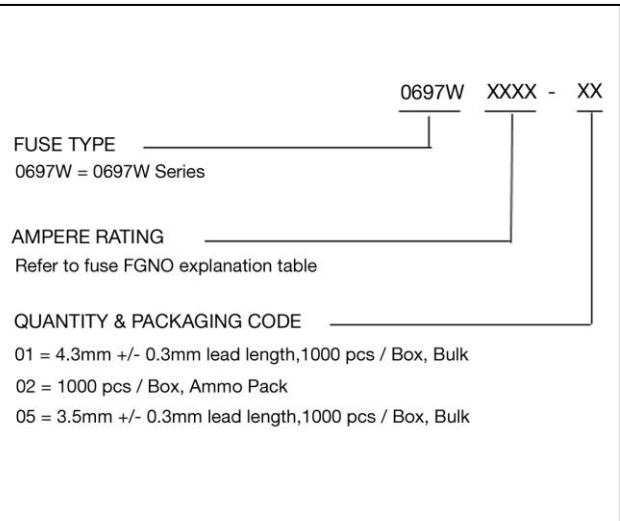 0697W XXXX - XX
FUSE TYPE
0697W = 0697W Series
AMPERE RATING
Refer to fuse FGNO explanation table
QUANTITY & PACKAGING CODE
01 = 4.3mm +/- 0.3mm lead length,1000 pcs / Box, Bulk
02 = 1000 pcs / Box, Ammo Pack
05 = 3.5mm +/- 0.3mm lead length,1000 pcs / Box, Bulk